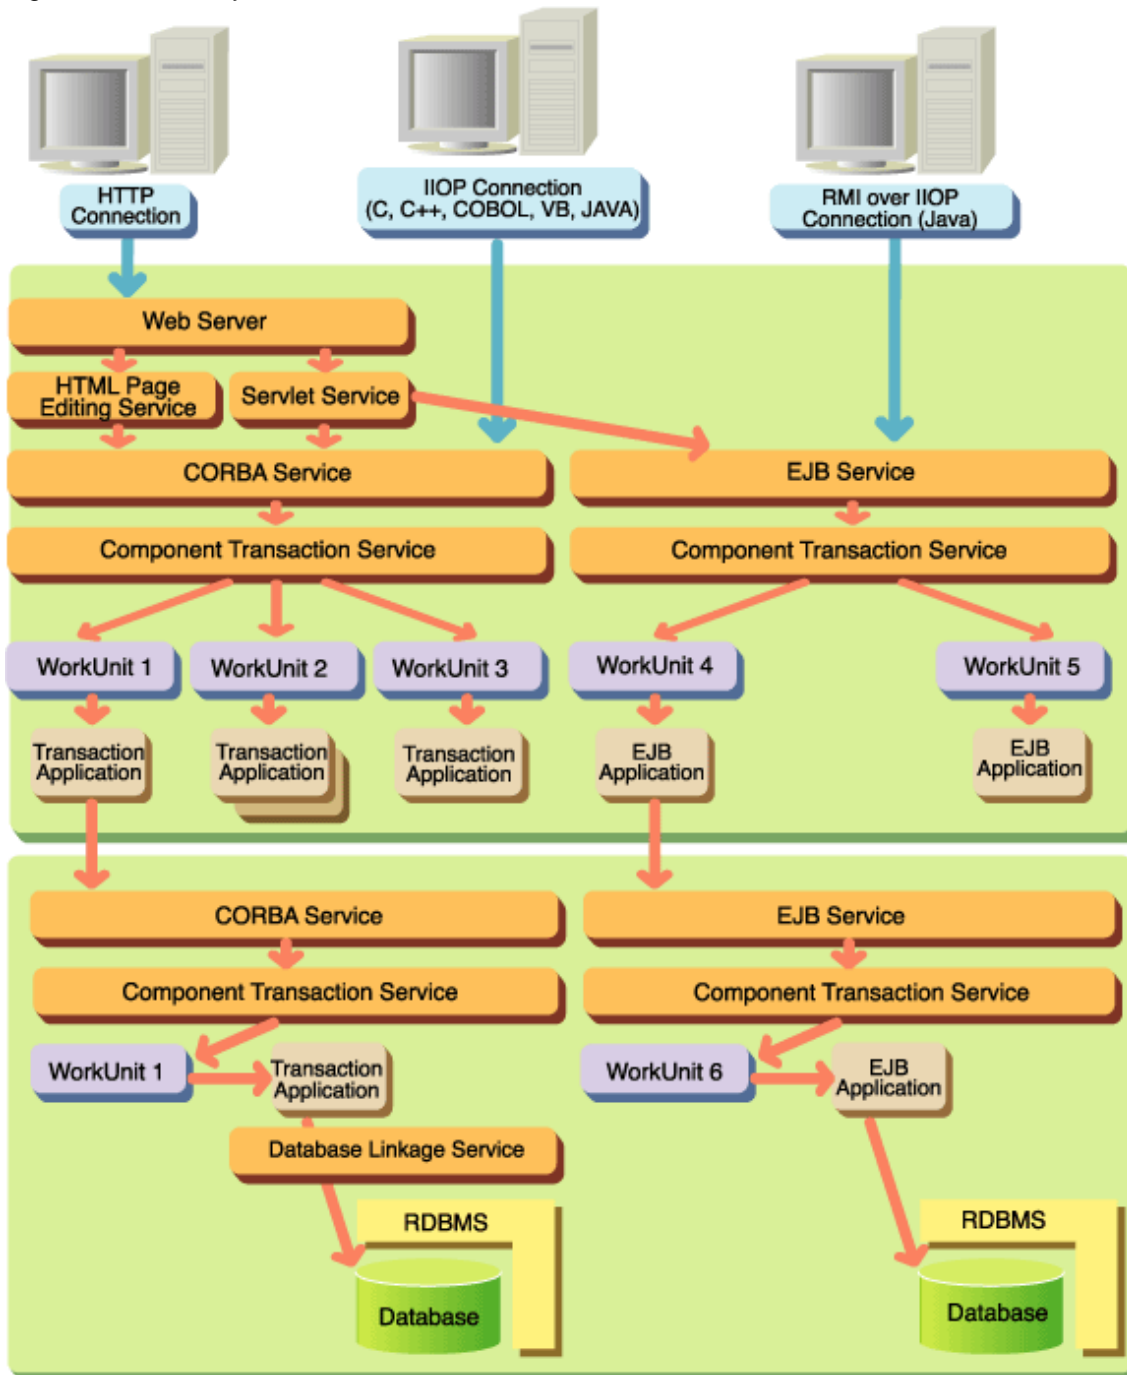 HTTP
Connection
IIOP Connection
(C, C++, COBOL, VB, JAVA)
RMI over IIOP
Connection (Java)
Web Server
HTML Page
Editing Service
Servlet Service
CORBA Service
EJB Service
Component Transaction Service
Component Transaction Service
WorkUnit 1
WorkUnit 2
WorkUnit 3
WorkUnit 4
WorkUnit 5
Transaction
Application
Transaction
Application
Transaction
Application
EJB
Application
EJB
Application
CORBA Service
EJB Service
Component Transaction Service
Component Transaction Service
WorkUnit 1
Transaction
Application
WorkUnit 6
EJB
Application
Database Linkage Service
RDBMS
RDBMS
Database
Database